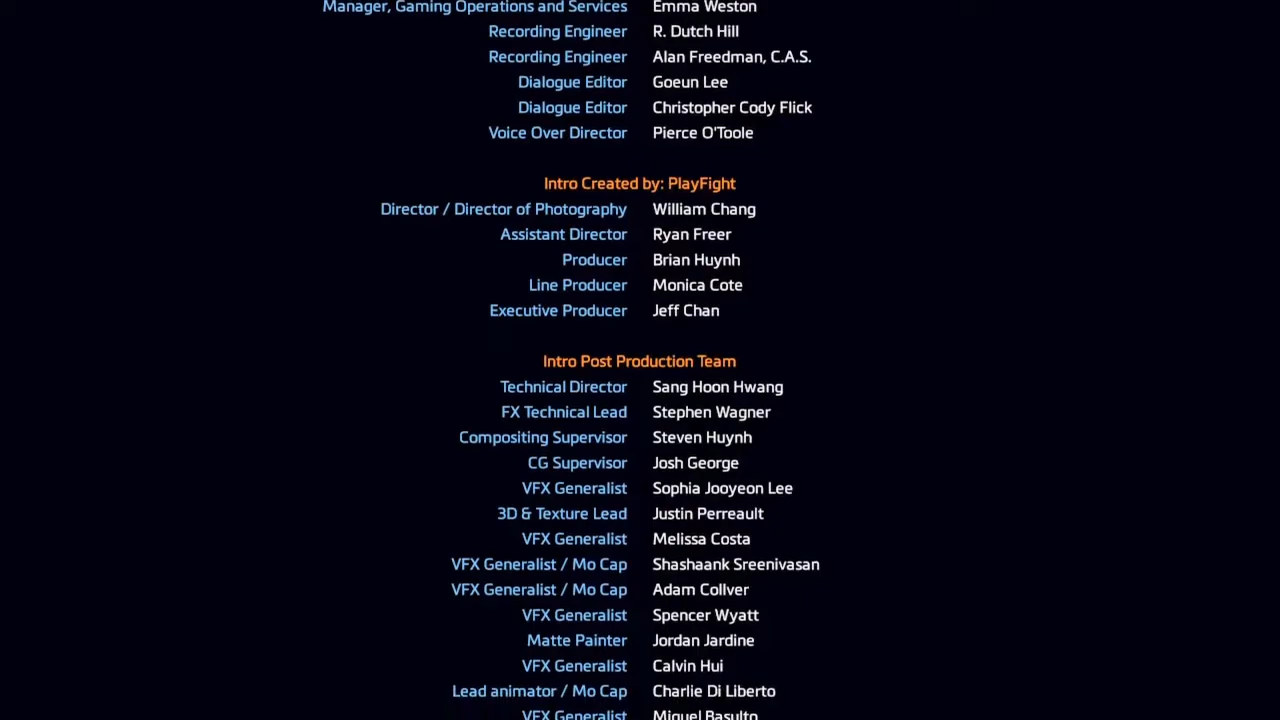 Manager, Gaming Operations and Services Emma Weston
Recording Engineer R. Dutch Hill
Recording Engineer Alan Freedman, C.A.S.
Dialogue Editor Goeun Lee
Dialogue Editor Christopher Cody Flick
Voice Over Director Pierce O'Toole
Intro Created by: PlayFight
Director / Director of Photography William Chang
Assistant Director Ryan Freer
Producer Brian Huynh
Line Producer Monica Cote
Executive Producer Jeff Chan
Intro Post Production Team
Technical Director Sang Hoon Hwang
FX Technical Lead Stephen Wagner
Compositing Supervisor Steven Huynh
CG Supervisor Josh George
VFX Generalist Sophia Jooyeon Lee
3D & Texture Lead Justin Perreault
VFX Generalist Melissa Costa
VFX Generalist / Mo Cap Shashaank Sreenivasan
VFX Generalist / Mo Cap Adam Collver
VFX Generalist Spencer Wyatt
Matte Painter Jordan Jardine
VFX Generalist Calvin Hui
Lead animator / Mo Cap Charlie Di Liberto
VFX Generalist Miguel Basulto